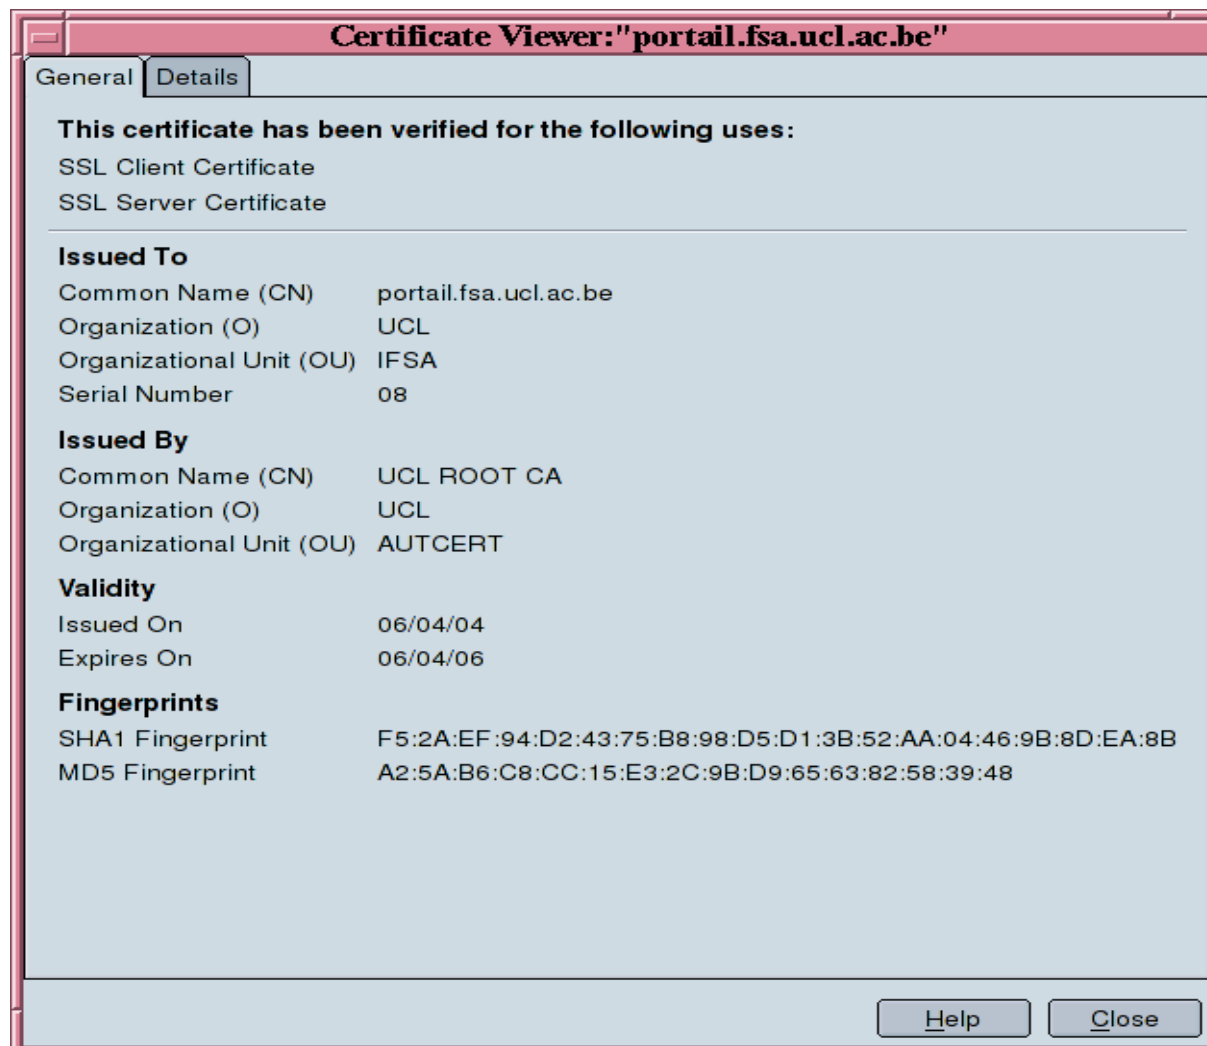 Certificate Viewer:"portail.fsa.ucl.ac.be"
General Details
This certificate has been verified for the following uses:
SSL Client Certificate
SSL Server Certificate
Issued To
Common Name (CN) portail.fsa.ucl.ac.be
Organization (O) UCL
Organizational Unit (OU) IFSA
Serial Number 08
Issued By
Common Name (CN) UCL ROOT CA
Organization (O) UCL
Organizational Unit (OU) AUTCERT
Validity
Issued On 06/04/04
Expires On 06/04/06
Fingerprints
SHA1 Fingerprint F5:2A:EF:94:D2:43:75:B8:98:D5:D1:3B:52:AA:04:46:9B:8D:EA:8B
MD5 Fingerprint A2:5A:B6:C8:CC:15:E3:2C:9B:D9:65:63:82:58:39:48
Help Close